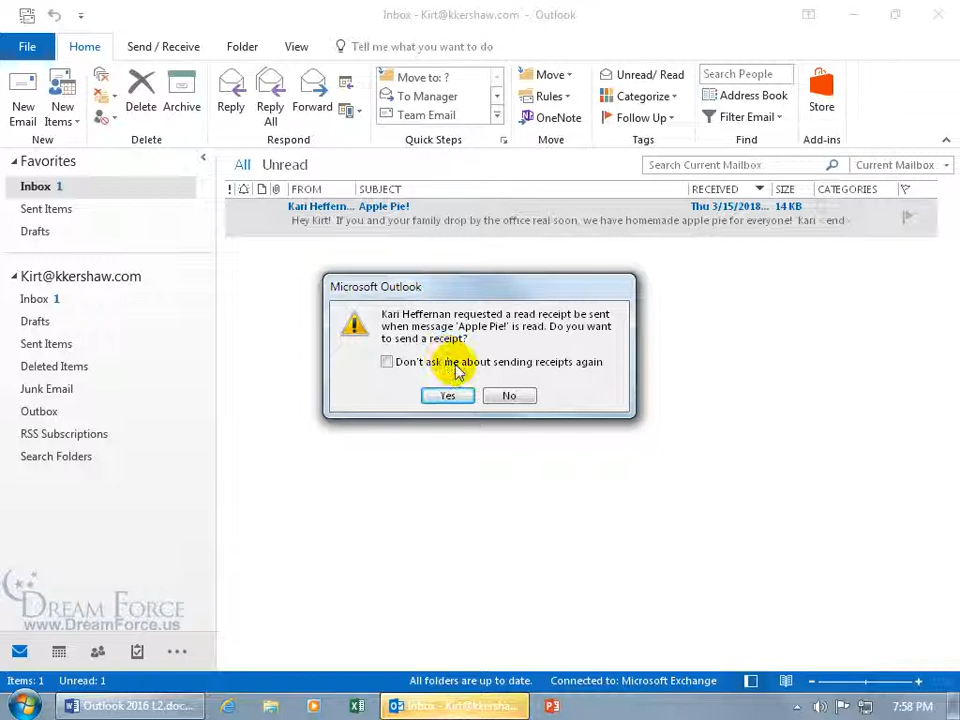 Inbox - Kirt@kkershaw.com - Outlook
File Home Send / Receive Folder View Tell me what you want to do
New Email
New Items
Delete
Archive
Reply
Reply All
Forward
Move to: ?
To Manager
Team Email
Move
Rules
OneNote
Unread/ Read
Categorize
Follow Up
Search People
Address Book
Filter Email
Store
New Delete Respond Quick Steps Move Tags Find Add-ins
Favorites
Inbox 1
Sent Items
Drafts
Kirt@kkershaw.com
Inbox 1
Drafts
Sent Items
Deleted Items
Junk Email
Outbox
RSS Subscriptions
Search Folders
All Unread
Search Current Mailbox Current Mailbox
! FROM SUBJECT RECEIVED SIZE CATEGORIES
Kari Heffern... Apple Pie! Thu 3/15/2018... 14 KB
Hey Kirt! If you and your family drop by the office real soon, we have homemade apple pie for everyone! Kari <end>
Microsoft Outlook
Kari Heffernan requested a read receipt be sent
when message 'Apple Pie!' is read. Do you want
to send a receipt?
Don't ask me about sending receipts again
Yes No
DREAM FORCE
www.DreamForce.us
Items: 1 Unread: 1 All folders are up to date. Connected to: Microsoft Exchange
Outlook 2016 L2.doc... Inbox - Kirt@kkersha... 7:58 PM